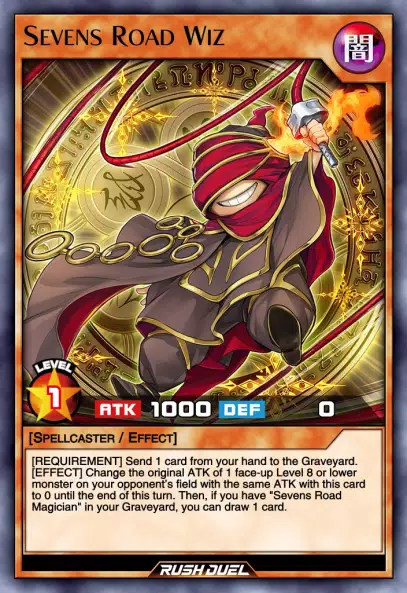 SEVENS ROAD WIZ
闇
LEVEL
1
ATK 1000 DEF 0
[SPELLCASTER / EFFECT]
[REQUIREMENT] Send 1 card from your hand to the Graveyard.
[EFFECT] Change the original ATK of 1 face-up Level 8 or lower
monster on your opponent's field with the same ATK with this card
to 0 until the end of this turn. Then, if you have "Sevens Road
Magician" in your Graveyard, you can draw 1 card.
RUSH DUEL